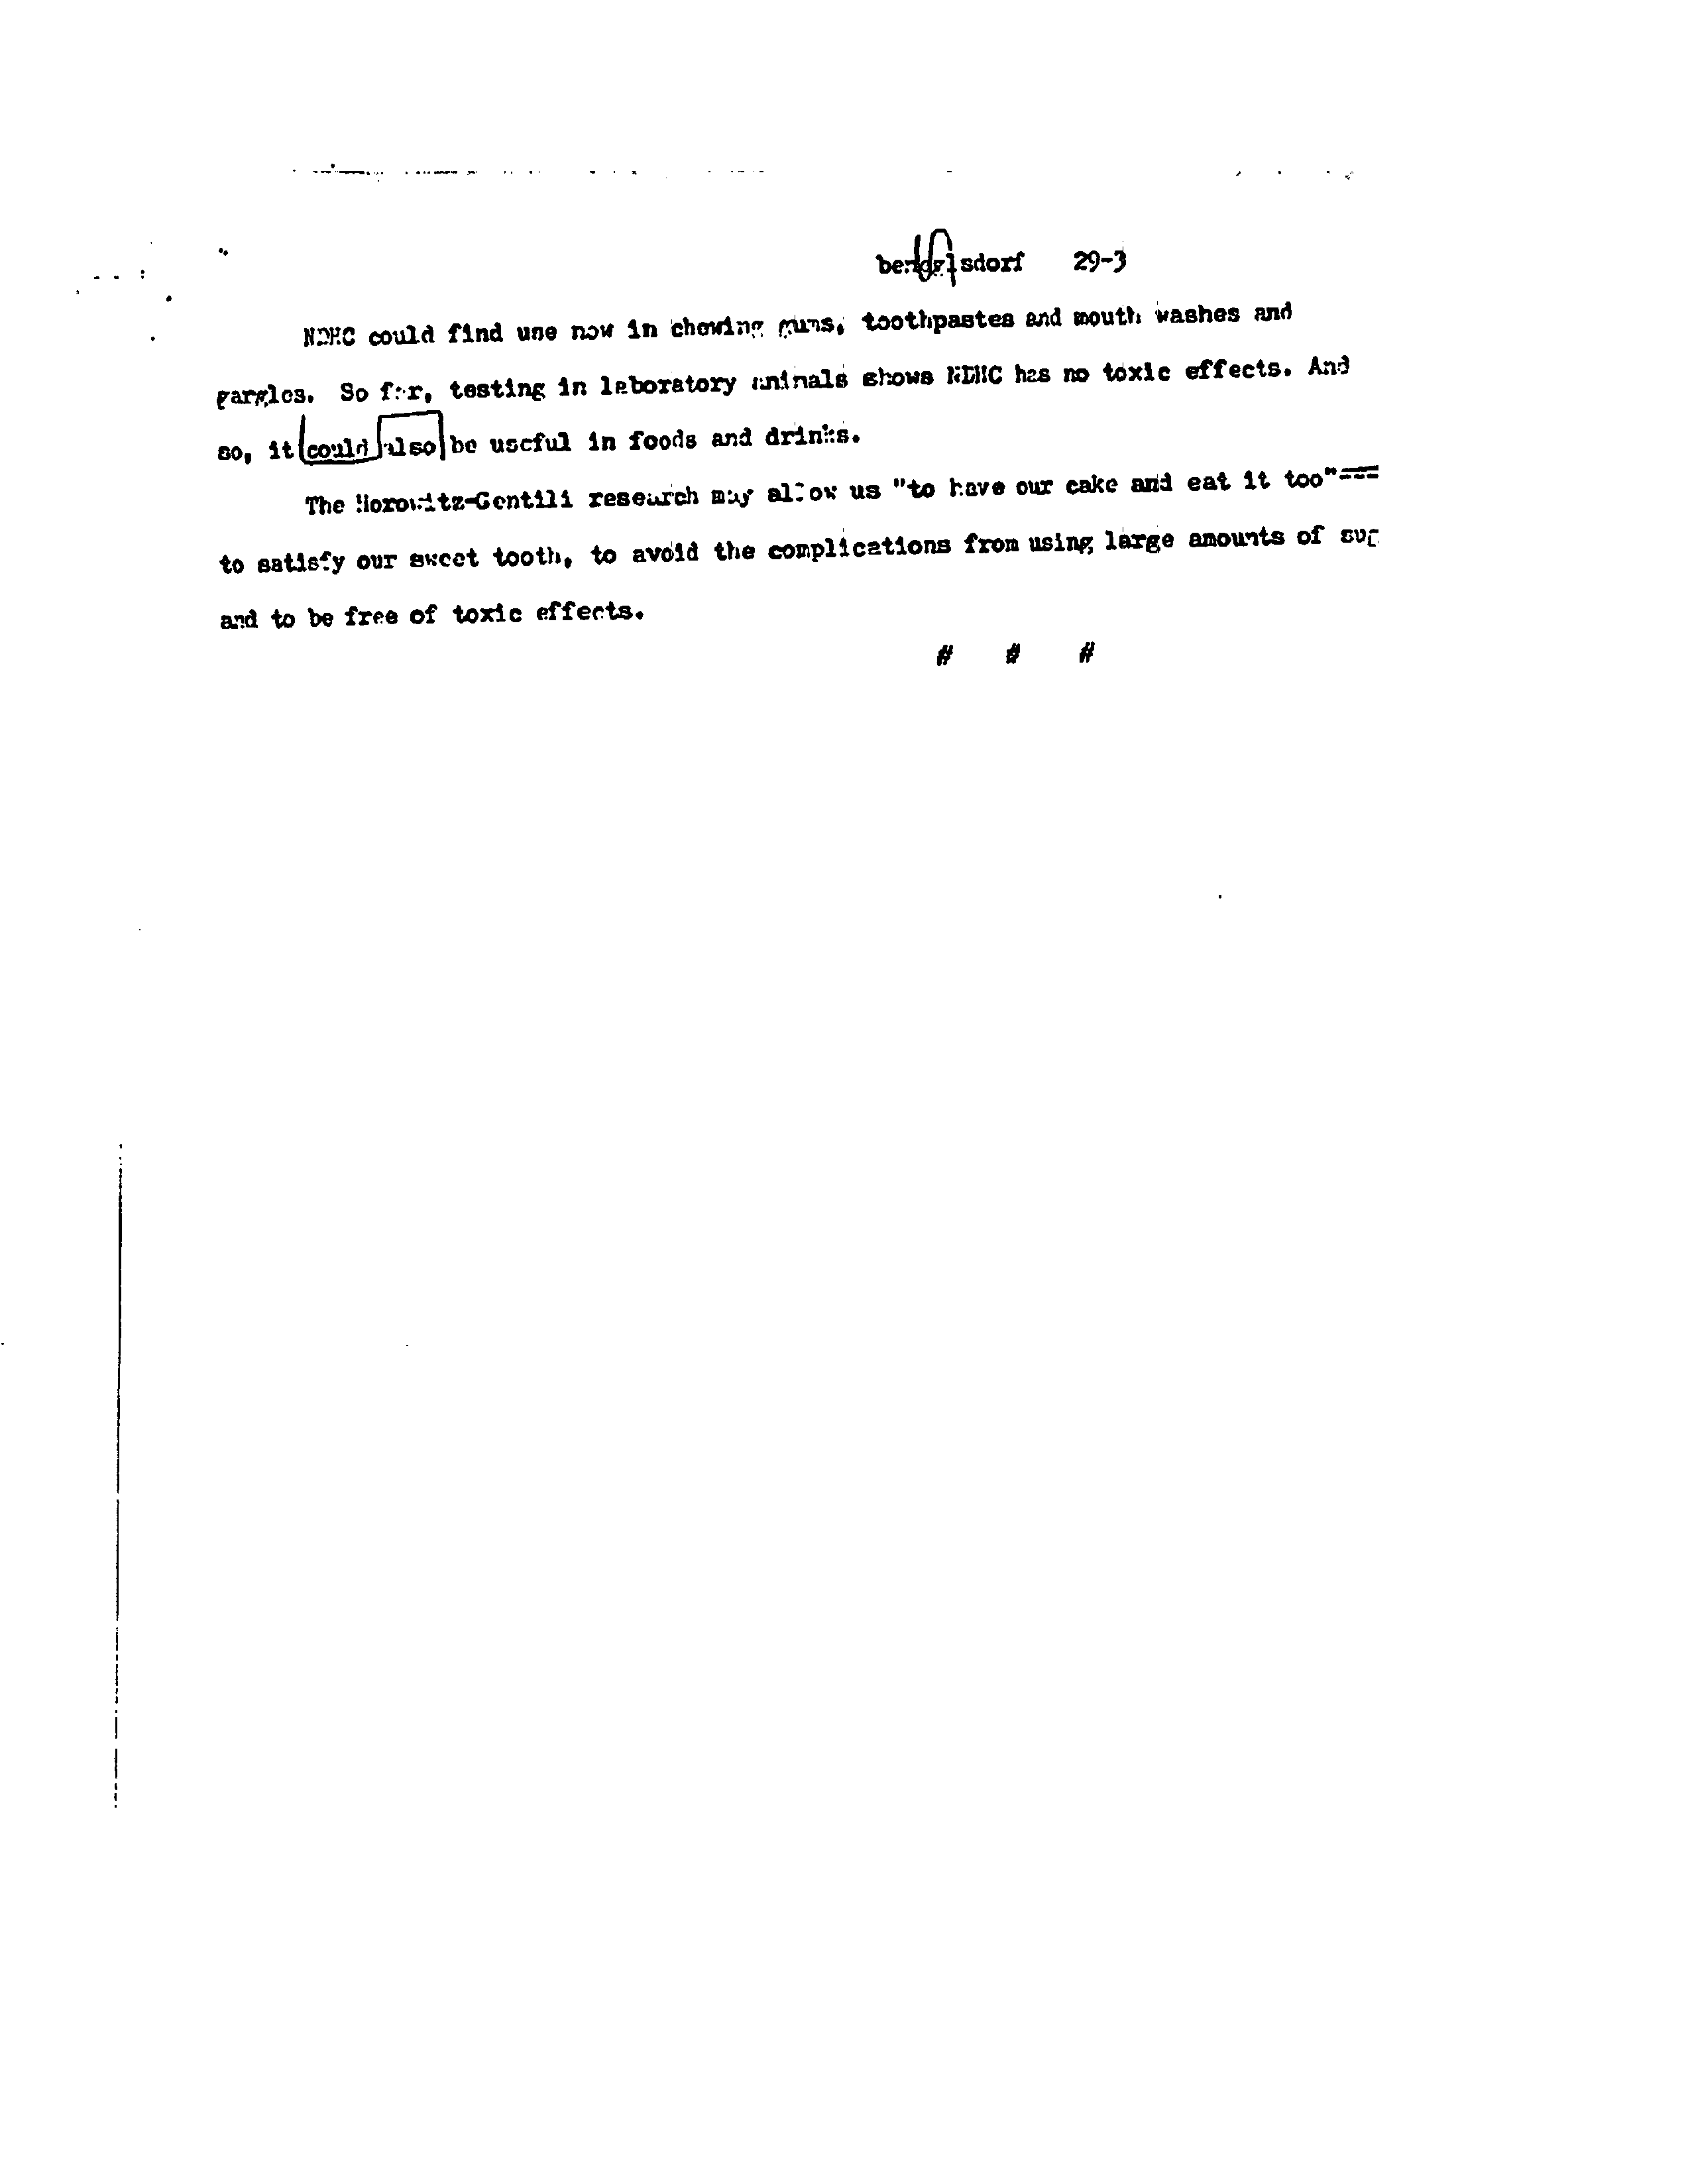 bendelsdorf 29-3
NDHC could find use now in chewing gums, toothpastes and mouth washes and
gargles. So far, testing in laboratory animals shows NDHC has no toxic effects. And
so, it could also be useful in foods and drinks.
The Horowitz-Gentili research may allow us "to have our cake and eat it too"---
to satisfy our sweet tooth, to avoid the complications from using large amounts of
and to be free of toxic effects.
# # #